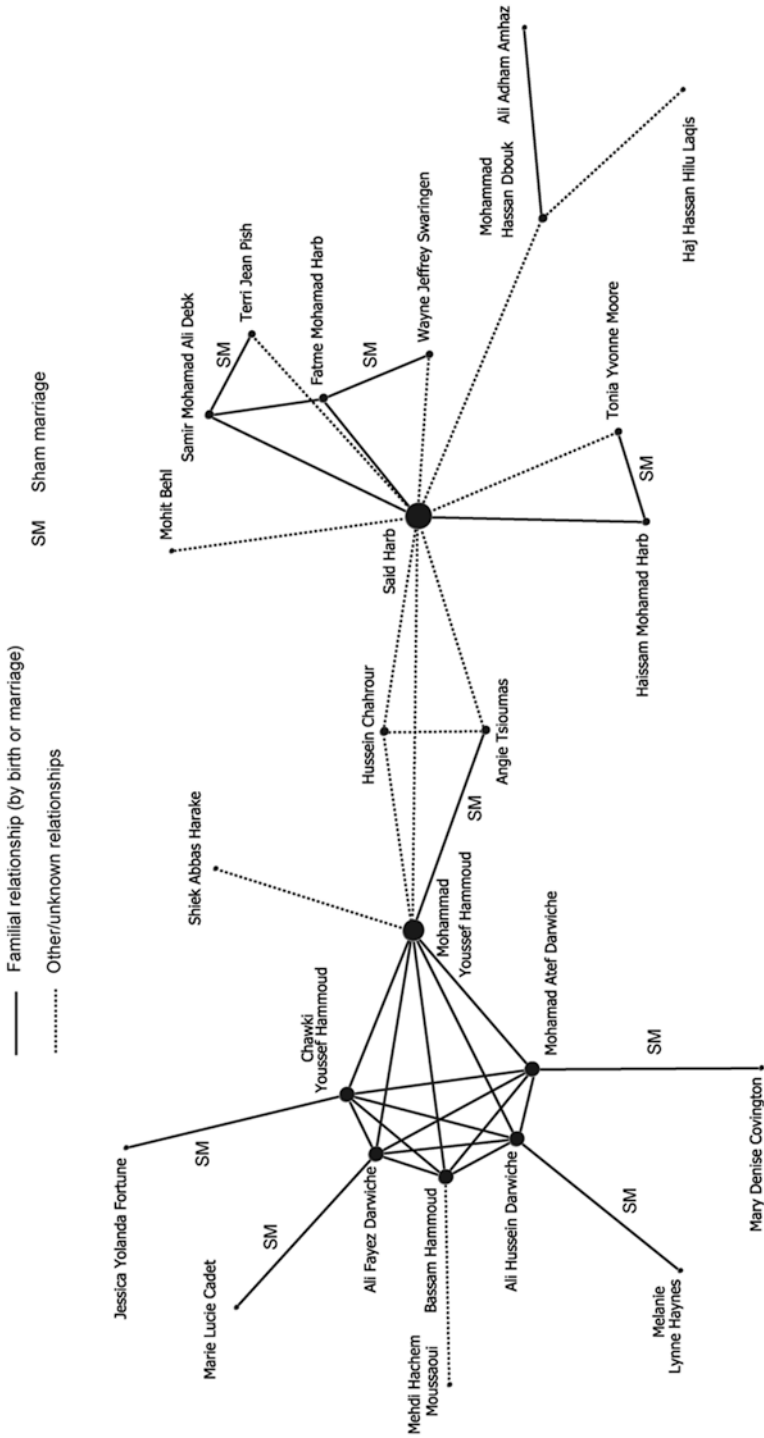 Familial relationship (by birth or marriage)
Other/unknown relationships
SM Sham marriage
Jessica Yolanda Fortune
SM
Marie Lucie Cadet
SM
Chawki
Youssef Hammoud
Ali Fayez Darwiche
Mehdi Hachem
Moussaoui
Bassam Hammoud
Ali Hussein Darwiche
SM
Melanie
Lynne Haynes
Mohamad Atef Darwiche
SM
Mary Denise Covington
Shiek Abbas Harake
Mohammad
Youssef Hammoud
Hussein Chahrour
SM
Angie Tsioumas
Mohit Behl
Said Harb
Samir Mohamad Ali Debk
SM
Terri Jean Pish
Fatme Mohamad Harb
SM
Wayne Jeffrey Swaringen
Haissam Mohamad Harb
SM
Tonia Yvonne Moore
Mohammad
Hassan Dbouk
Ali Adham Amhaz
Haj Hassan Hilu Laqis